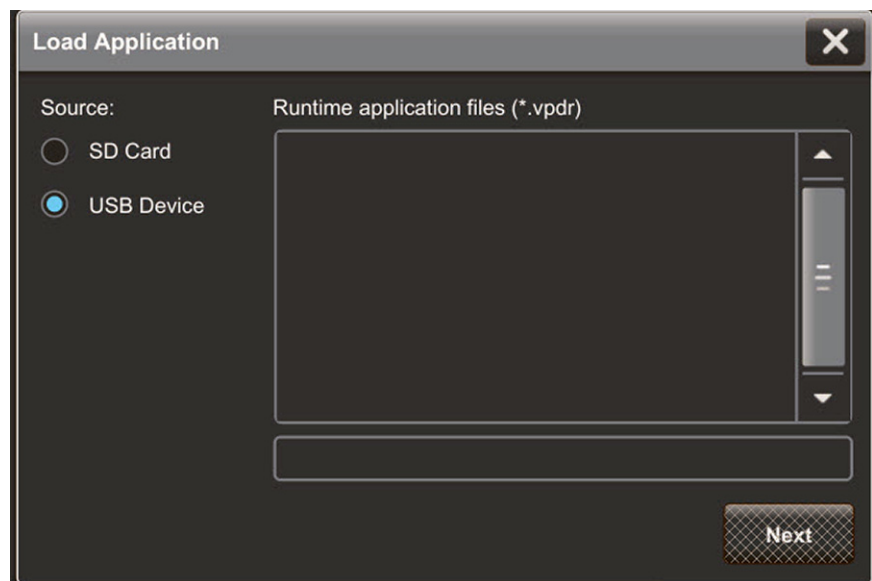 Load Application
Source:
Runtime application files (*.vpdr)
SD Card
USB Device
Next